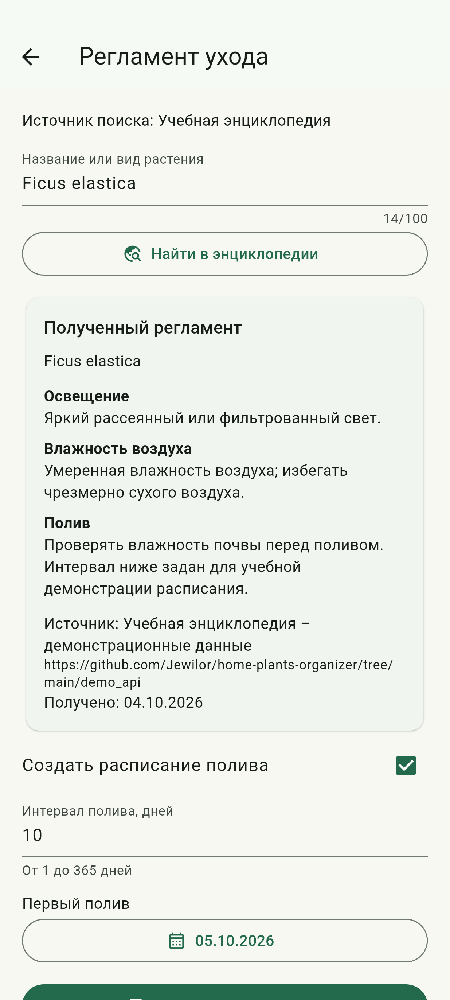 Регламент ухода
Источник поиска: Учебная энциклопедия
Название или вид растения
Ficus elastica
14/100
Найти в энциклопедии
Полученный регламент
Ficus elastica
Освещение
Яркий рассеянный или фильтрованный свет.
Влажность воздуха
Умеренная влажность воздуха; избегать
чрезмерно сухого воздуха.
Полив
Проверять влажность почвы перед поливом.
Интервал ниже задан для учебной
демонстрации расписания.
Источник: Учебная энциклопедия –
демонстрационные данные
https://github.com/Jewilor/home-plants-organizer/tree/
main/demo_api
Получено: 04.10.2026
Создать расписание полива
Интервал полива, дней
10
От 1 до 365 дней
Первый полив
05.10.2026